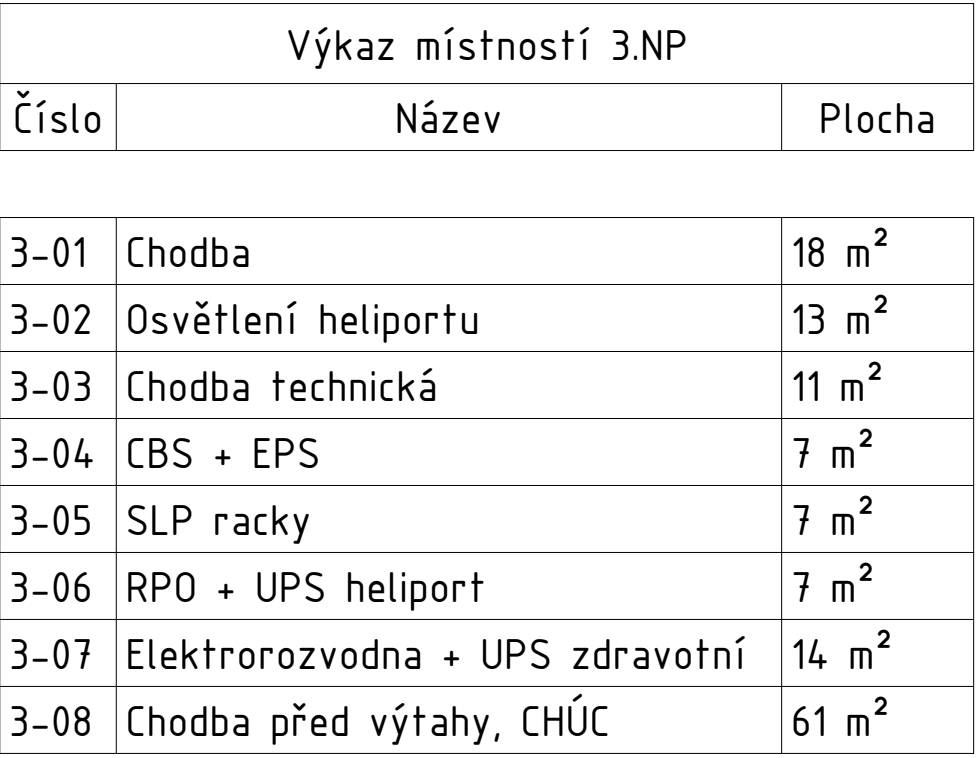 Výkaz místností 3.NP
Číslo Název Plocha
3-01 Chodba 18 m²
3-02 Osvětlení heliportu 13 m²
3-03 Chodba technická 11 m²
3-04 CBS + EPS 7 m²
3-05 SLP racky 7 m²
3-06 RPO + UPS heliport 7 m²
3-07 Elektrorozvodna + UPS zdravotní 14 m²
3-08 Chodba před výtahy, CHÚC 61 m²